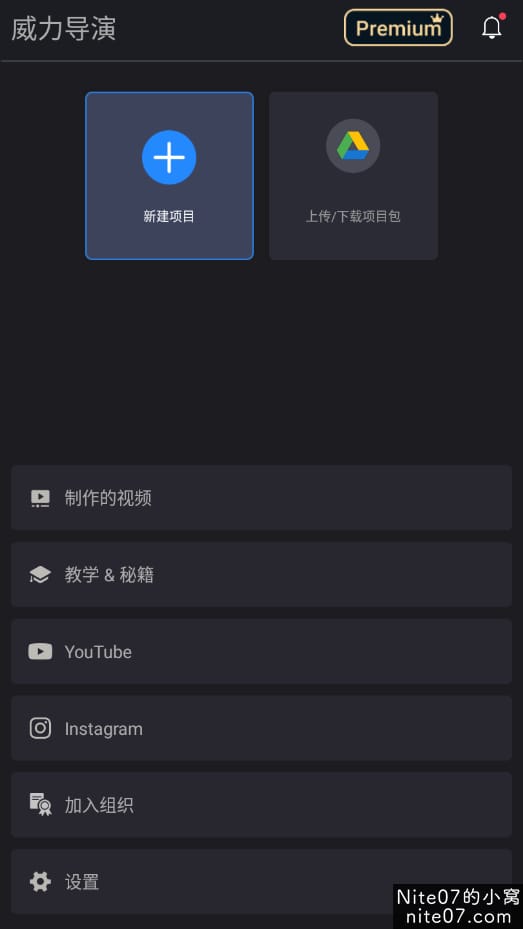 威力导演
Premium
新建项目
上传/下载项目包
制作的视频
教学 & 秘籍
YouTube
Instagram
加入组织
设置
Nite07的小窝
nite07.com